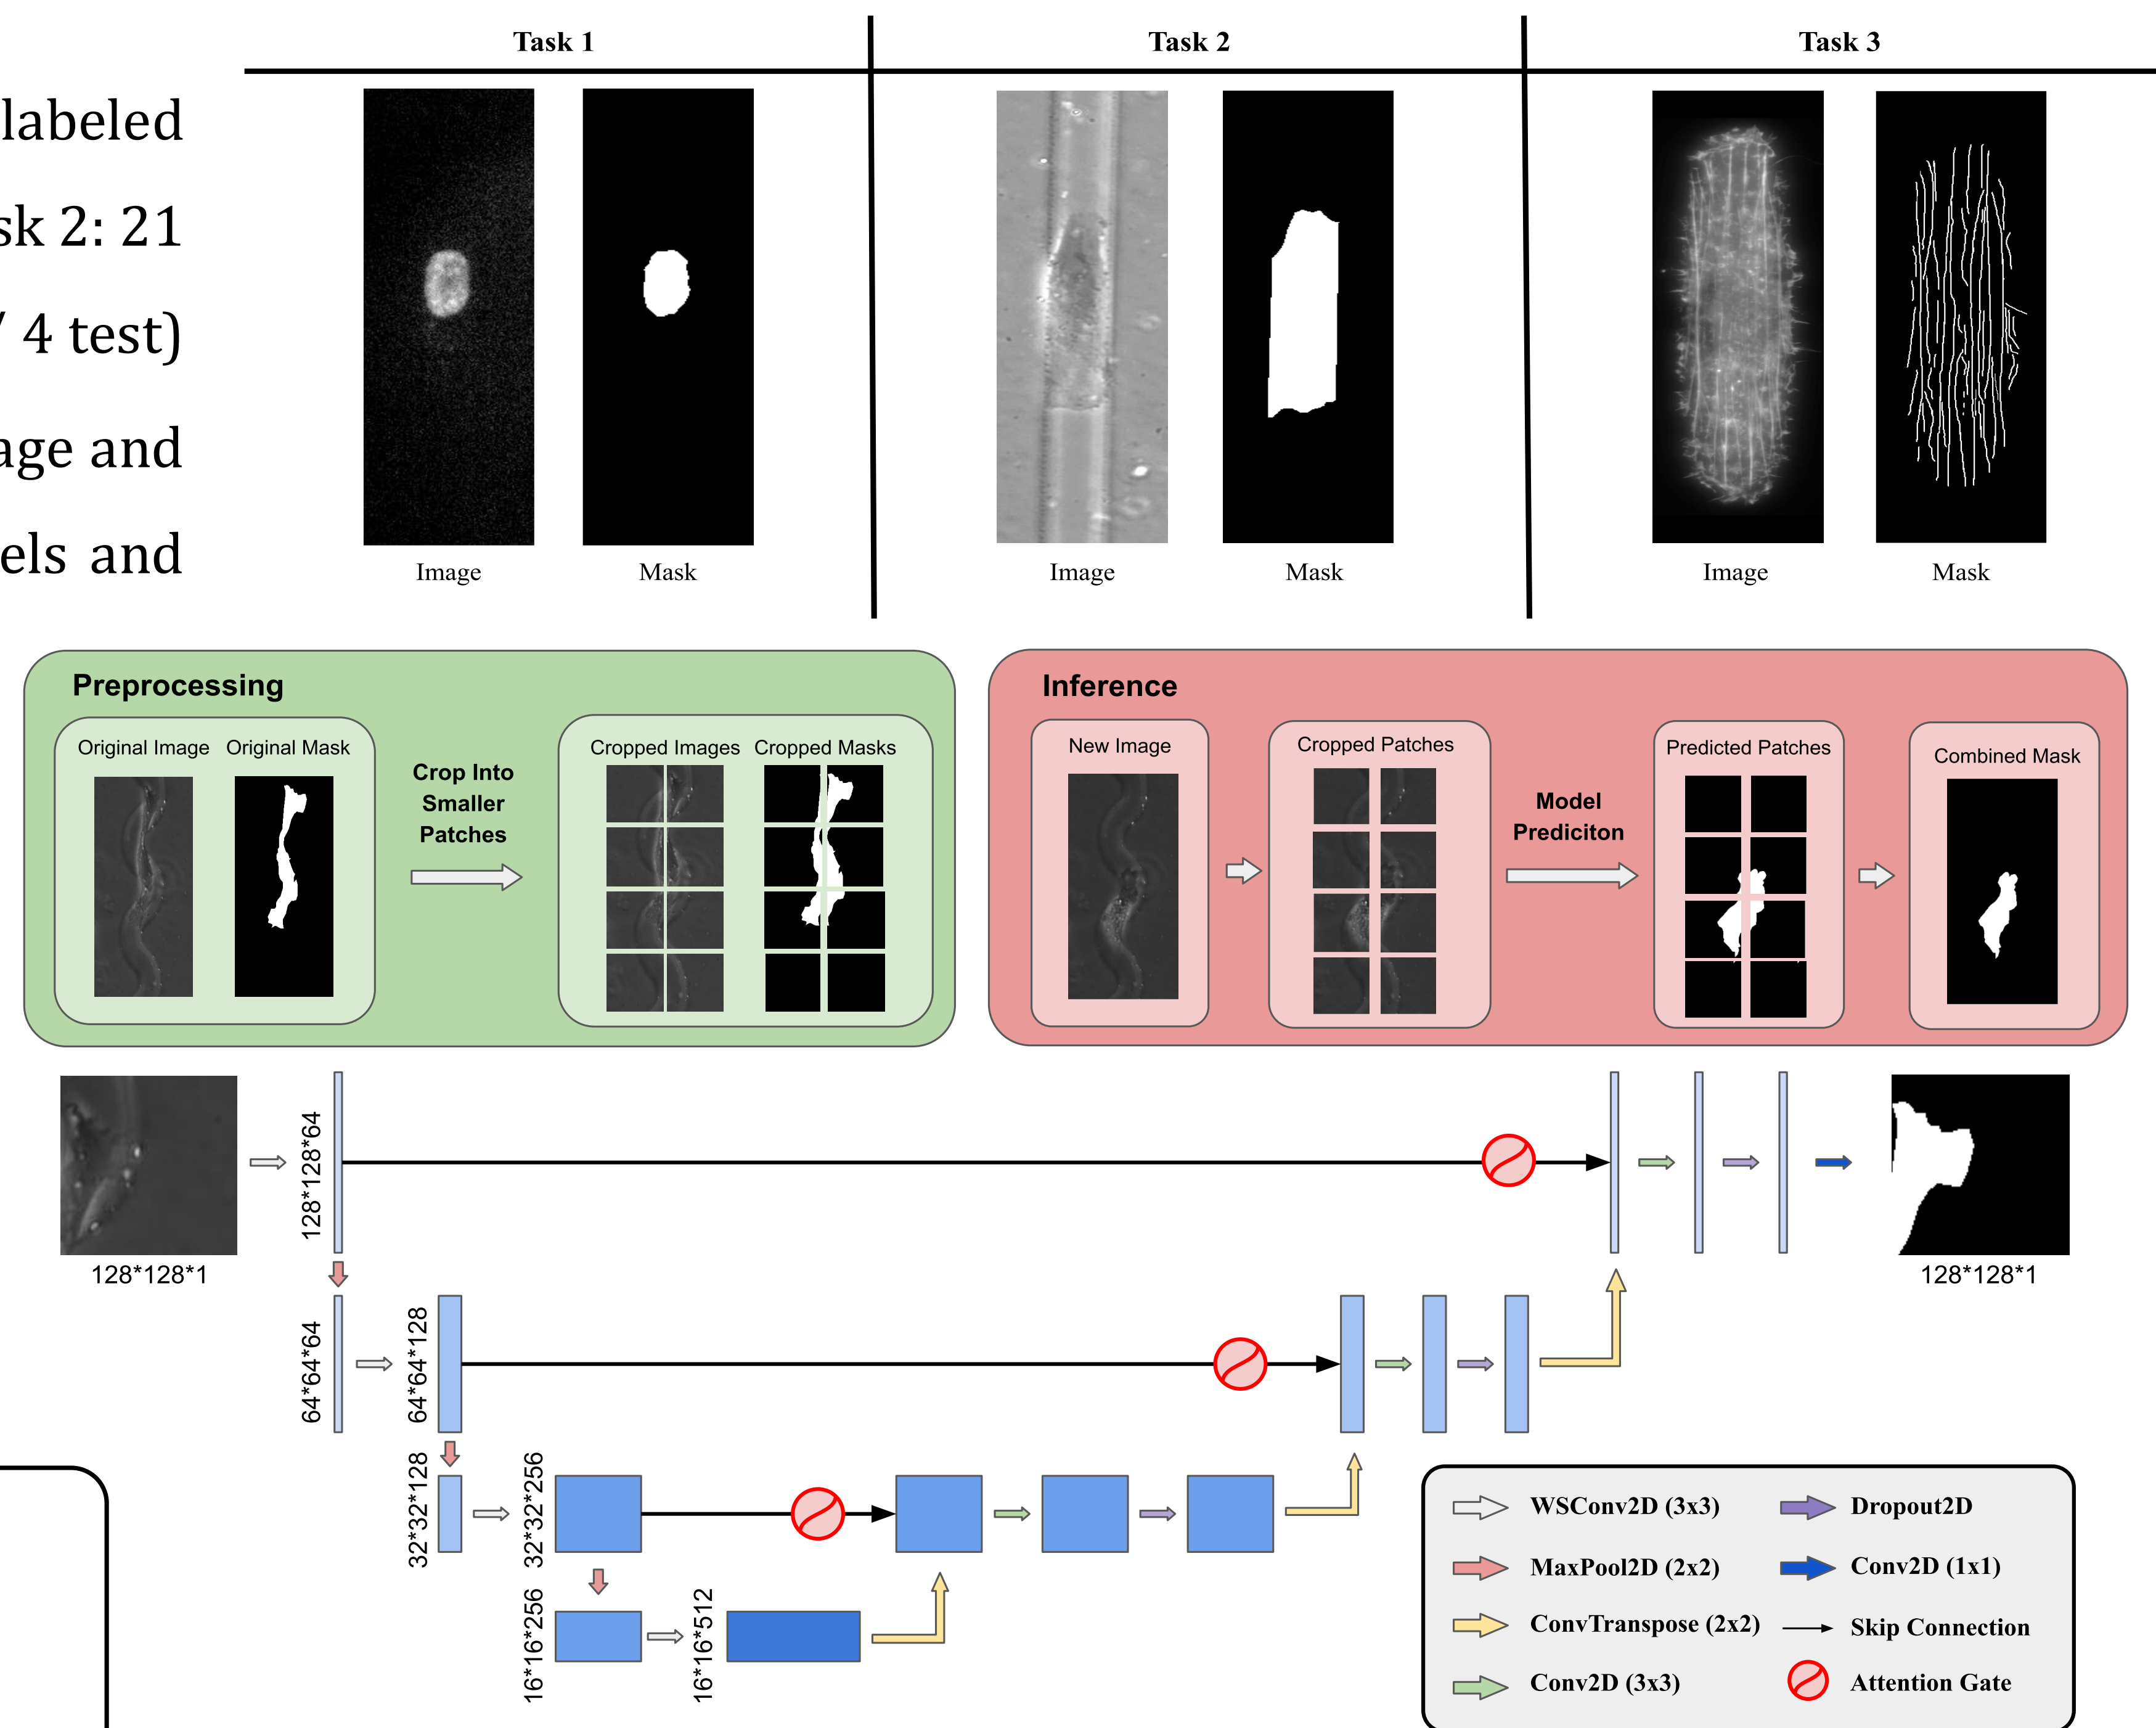 labeled
sk 2: 21
/ 4 test)
age and
els and
Task 1
Task 2
Task 3
Image
Mask
Image
Mask
Image
Mask
Preprocessing
Original Image
Original Mask
Crop Into
Smaller
Patches
Cropped Images
Cropped Masks
Inference
New Image
Cropped Patches
Model
Prediciton
Predicted Patches
Combined Mask
128*128*1
128*128*64
128*128*1
64*64*64
64*64*128
32*32*128
32*32*256
16*16*256
16*16*512
WSConv2D (3x3)
MaxPool2D (2x2)
ConvTranspose (2x2)
Conv2D (3x3)
Dropout2D
Conv2D (1x1)
Skip Connection
Attention Gate